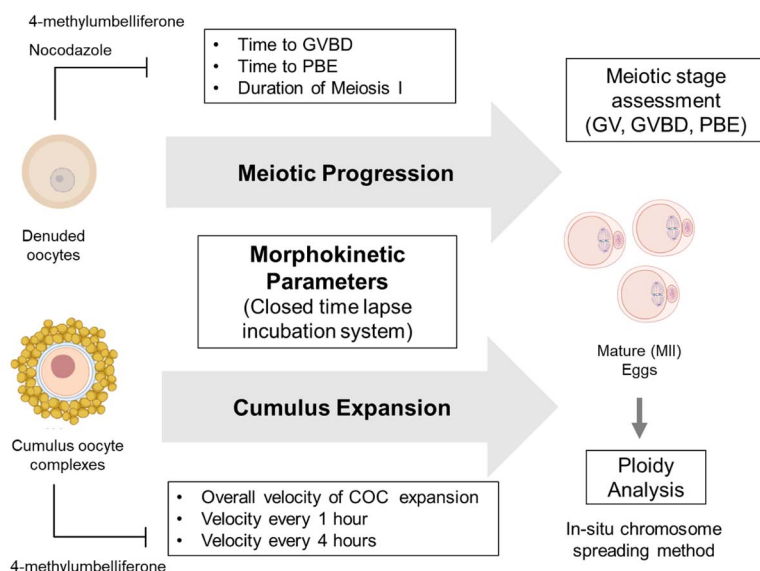 4-methylumbelliferone
Nocodazole
• Time to GVBD
• Time to PBE
• Duration of Meiosis I
Meiotic stage
assessment
(GV, GVBD, PBE)
Meiotic Progression
Denuded
oocytes
Morphokinetic
Parameters
(Closed time lapse
incubation system)
Mature (MII)
Eggs
Cumulus Expansion
Cumulus oocyte
complexes
• Overall velocity of COC expansion
• Velocity every 1 hour
• Velocity every 4 hours
4-methylumbelliferone
Ploidy
Analysis
In-situ chromosome
spreading method